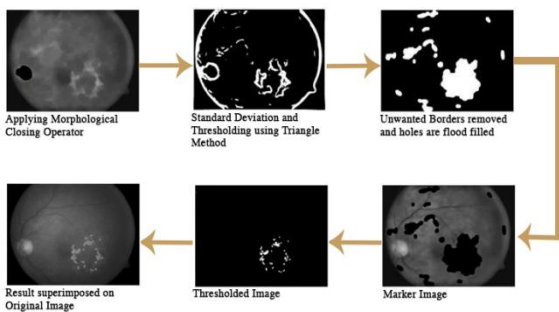 Applying Morphological
Closing Operator
Standard Deviation and
Thresholding using Triangle
Method
Unwanted Borders removed
and holes are flood filled
Marker Image
Thresholded Image
Result superimposed on
Original Image